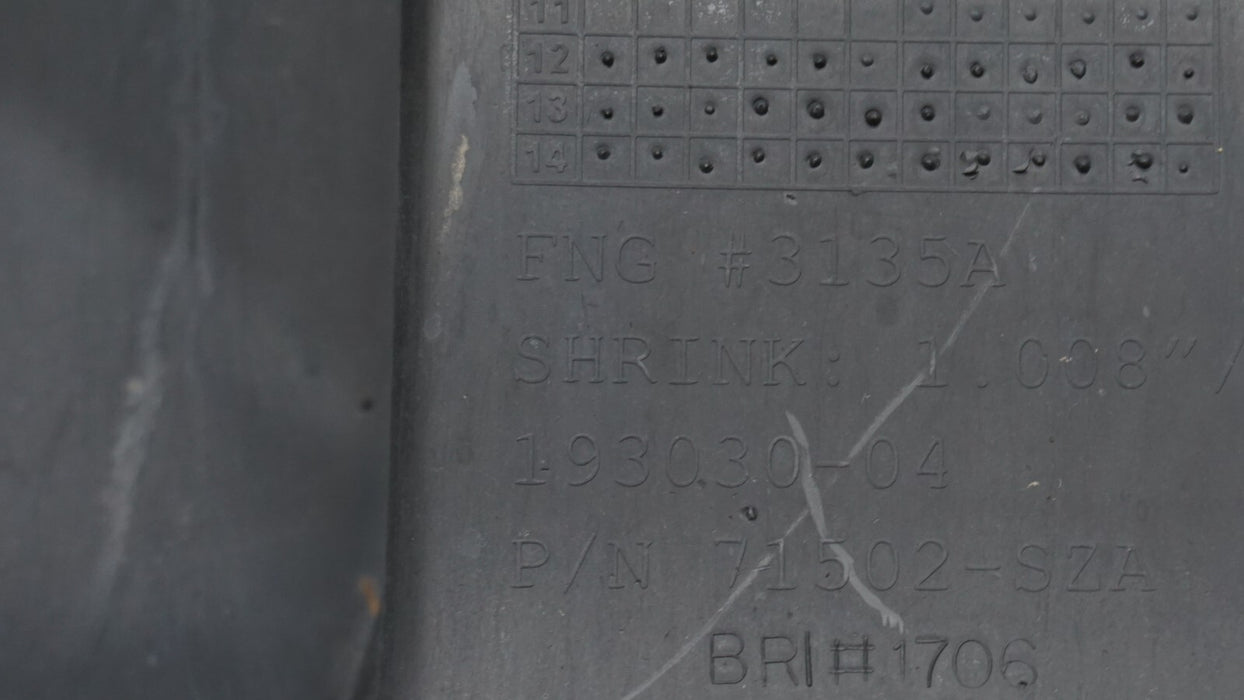 11
12
13
14
FNG #3135A
SHRINK: 1.008"/
193030-04
P/N 71502-SZA
BRI#1706